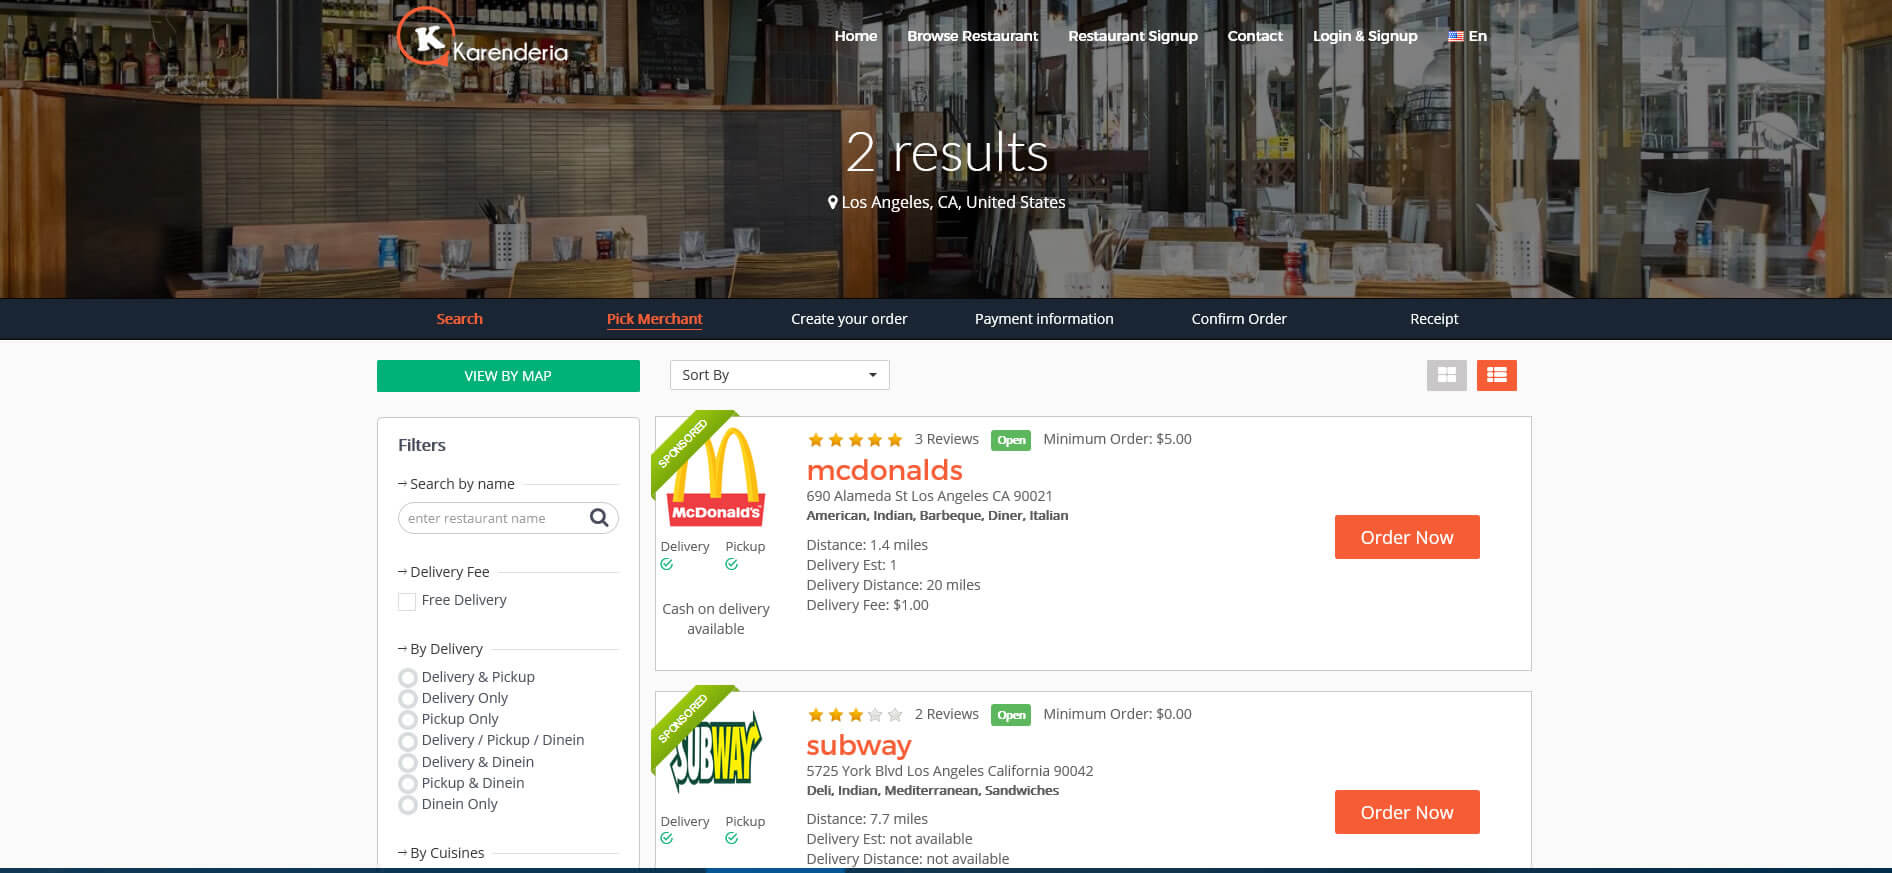 K Karenderia
Home Browse Restaurant Restaurant Signup Contact Login & Signup En
2 results
Los Angeles, CA, United States
Search Pick Merchant Create your order Payment information Confirm Order Receipt
VIEW BY MAP
Sort By
Filters
Search by name
enter restaurant name
Delivery Fee
Free Delivery
By Delivery
Delivery & Pickup
Delivery Only
Pickup Only
Delivery / Pickup / Dinein
Delivery & Dinein
Pickup & Dinein
Dinein Only
By Cuisines
SPONSORED
McDonald's
Delivery Pickup
Cash on delivery
available
3 Reviews Open Minimum Order: $5.00
mcdonalds
690 Alameda St Los Angeles CA 90021
American, Indian, Barbeque, Diner, Italian
Distance: 1.4 miles
Delivery Est: 1
Delivery Distance: 20 miles
Delivery Fee: $1.00
Order Now
SPONSORED
SUBWAY
Delivery Pickup
2 Reviews Open Minimum Order: $0.00
subway
5725 York Blvd Los Angeles California 90042
Deli, Indian, Mediterranean, Sandwiches
Distance: 7.7 miles
Delivery Est: not available
Delivery Distance: not available
Order Now